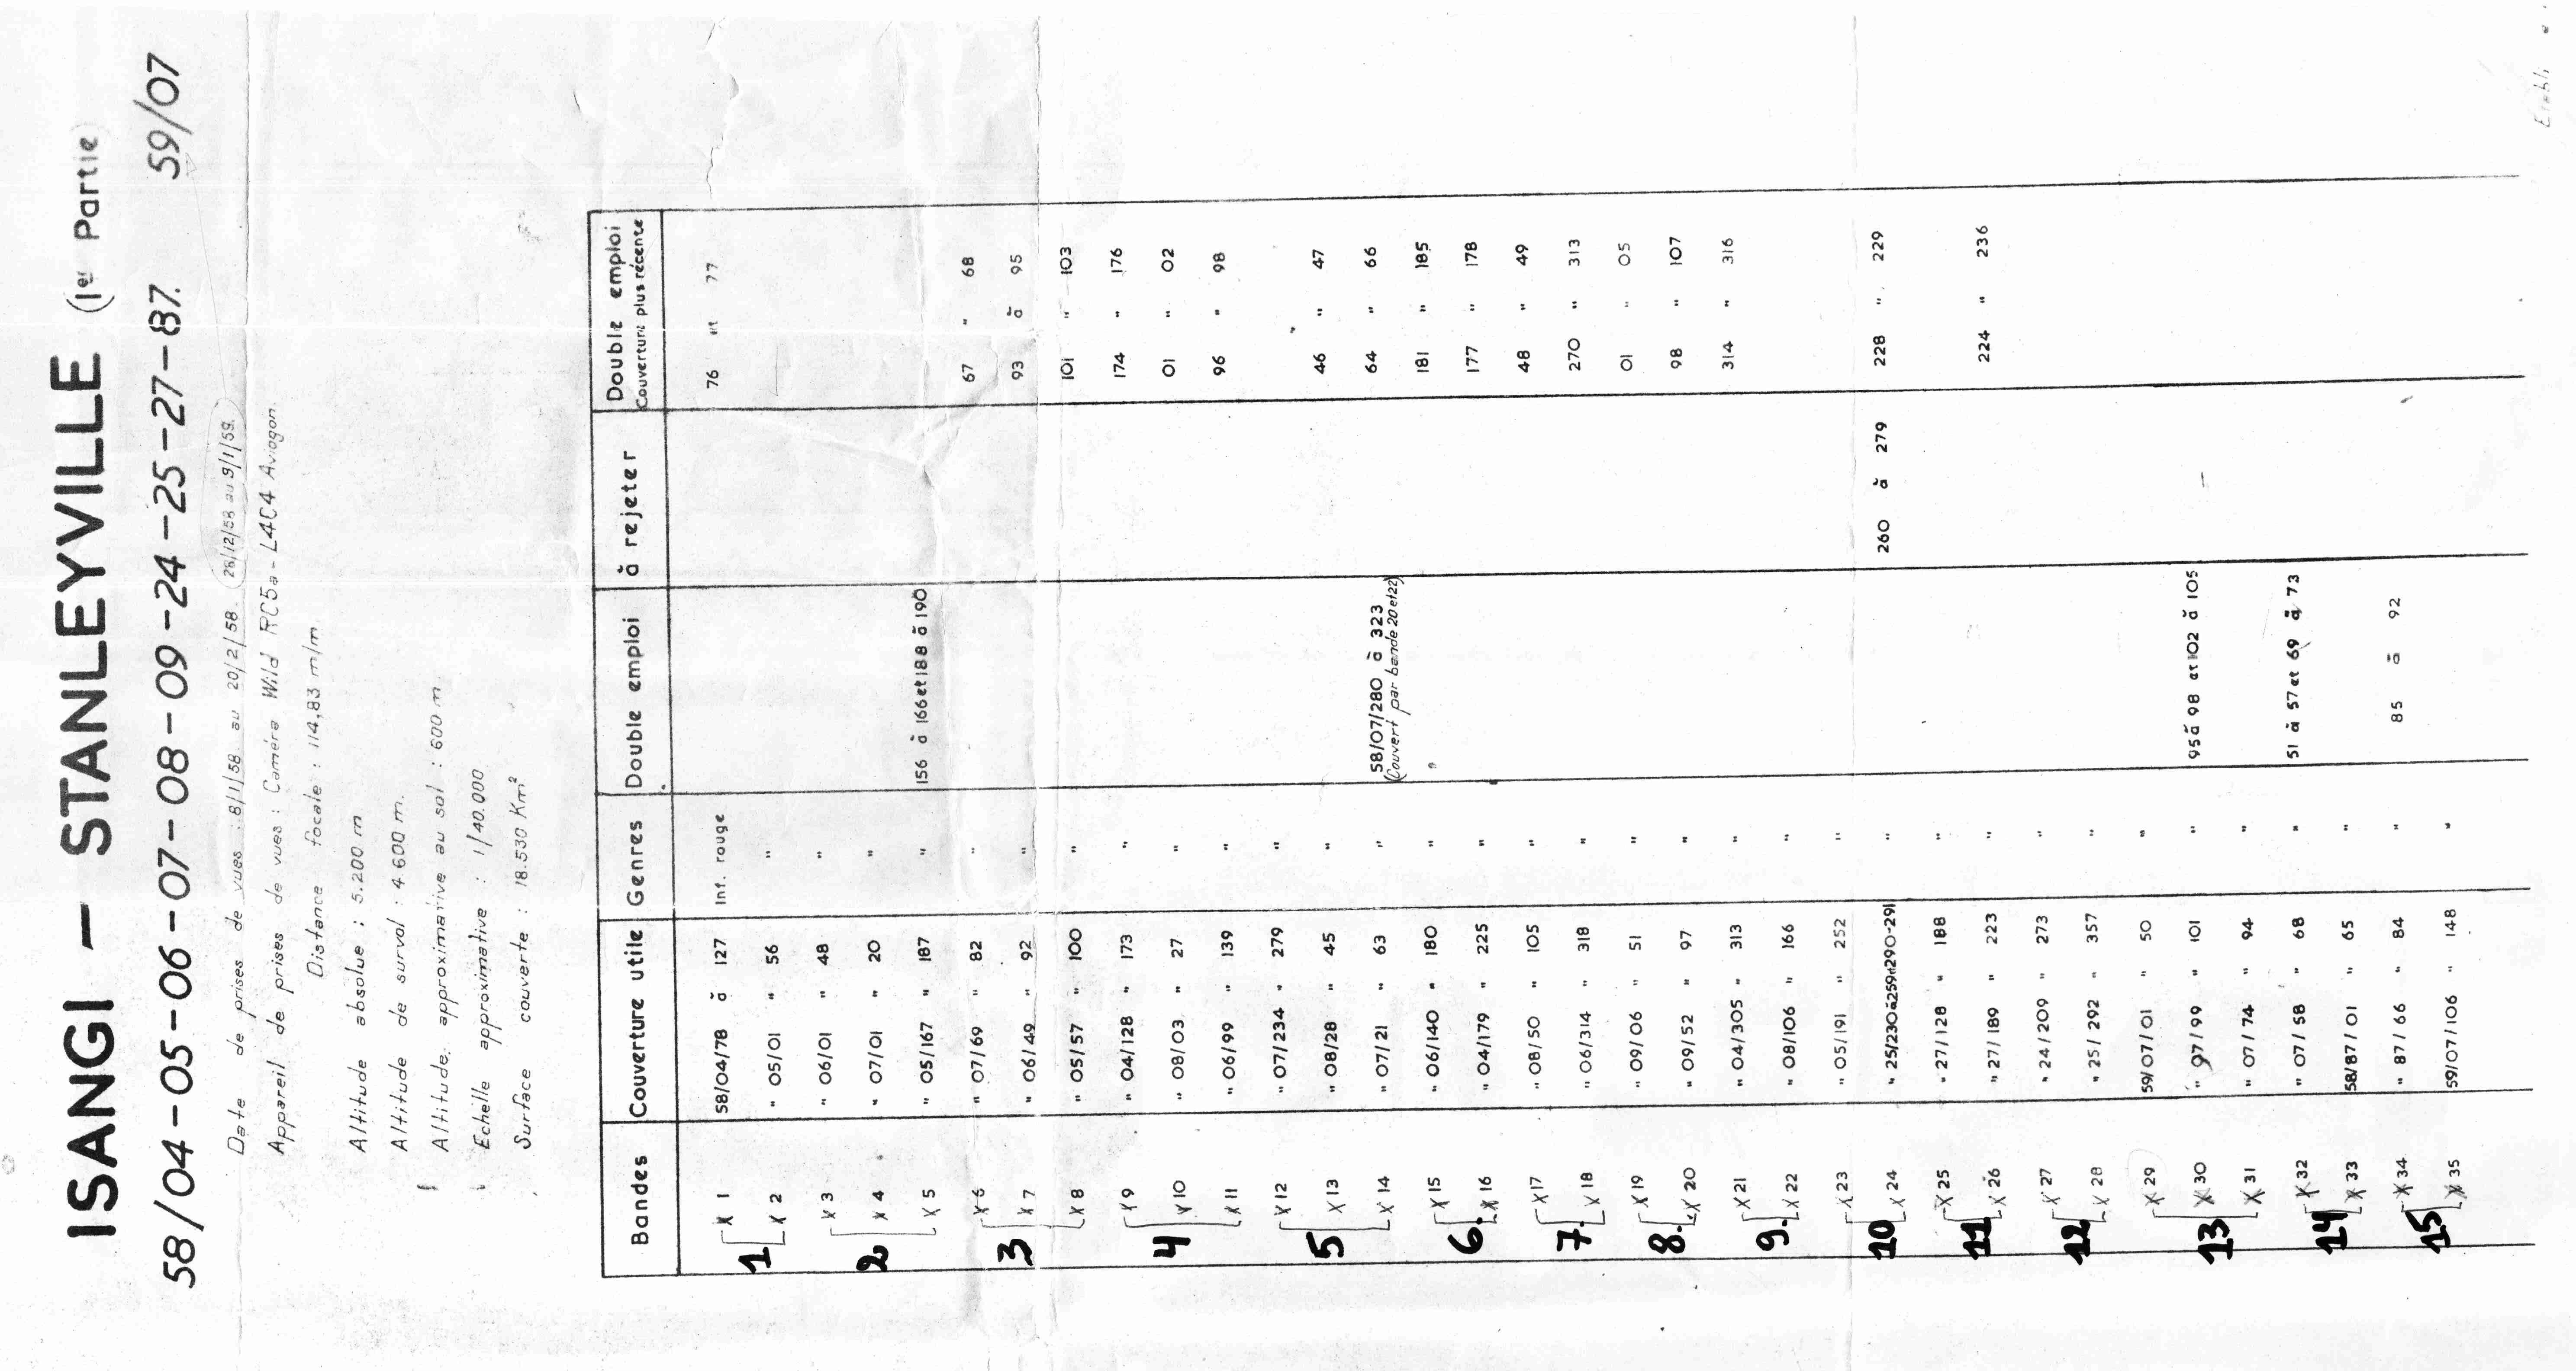 ISANGI — STANLEYVILLE (1er Partie)
58/04-05-06-07-08-09-24-25-27-87. 59/07
Date de prises de vues : 8/1/58 au 20/2/58 (26/12/58 au 9/1/59.
Appareil de prises de vues : Caméra Wild RC5a - L4C4 Aviogon.
Distance focale : 114,83 m/m
Altitude absolue : 5.200 m
Altitude de survol : 4 600 m.
Altitude. approximative au sol : 600 m
Echelle approximative : 1/40.000
Surface couverte : 18.530 Km²
Bandes Couverture utile Genres Double emploi à rejeter Double emploi Couverture plus récente
1 X 1 58/04/78 à 127 Inf. rouge 76 et 77
X 2 " 05/01 " 56 "
2 X 3 " 06/01 " 48 "
X 4 " 07/01 " 20 "
X 5 " 05/167 " 187 " 156 à 166 et 188 à 190
3 X 6 " 07/69 " 82 " 67 " 68
X 7 " 06/49 " 92 " 93 à 95
X 8 " 05/57 " 100 " 101 " 103
4 X 9 " 04/128 " 173 " 174 " 176
X 10 " 08/03 " 27 " 01 " 02
X 11 " 06/99 " 139 " 96 " 98
5 X 12 " 07/234 " 279 "
X 13 " 08/28 " 45 " 46 " 47
X 14 " 07/21 " 63 " 58/07/280 à 323 64 " 66
(Couvert par bande 20 et 22)
6. X 15 " 06/140 " 180 " " 181 " 185
X 16 " 04/179 " 225 " 177 " 178
7. X 17 " 08/50 " 105 " 48 " 49
X 18 " 06/314 " 318 " 270 " 313
8. X 19 " 09/06 " 51 " 01 " 05
X 20 " 09/52 " 97 " 98 " 107
9. X 21 " 04/305 " 313 " 314 " 316
X 22 " 08/106 " 166 "
10 X 23 " 05/191 " 252 "
X 24 " 25/230à259et290-291 " 260 à 279 228 " 229
11 X 25 " 27/128 " 188 "
X 26 " 27/189 " 223 " 224 " 236
12 X 27 " 24/209 " 273 "
X 28 " 25/292 " 357 "
13 X 29 59/07/01 " 50 "
X 30 " 97/99 " 101 " 95 à 98 et 102 à 105
X 31 " 07/74 " 94 "
14 X 32 " 07/58 " 68 " 51 à 57 et 69 à 73
X 33 58/87/01 " 65 "
15 X 34 " 87/66 " 84 " 85 à 92
X 35 59/07/106 " 148 "